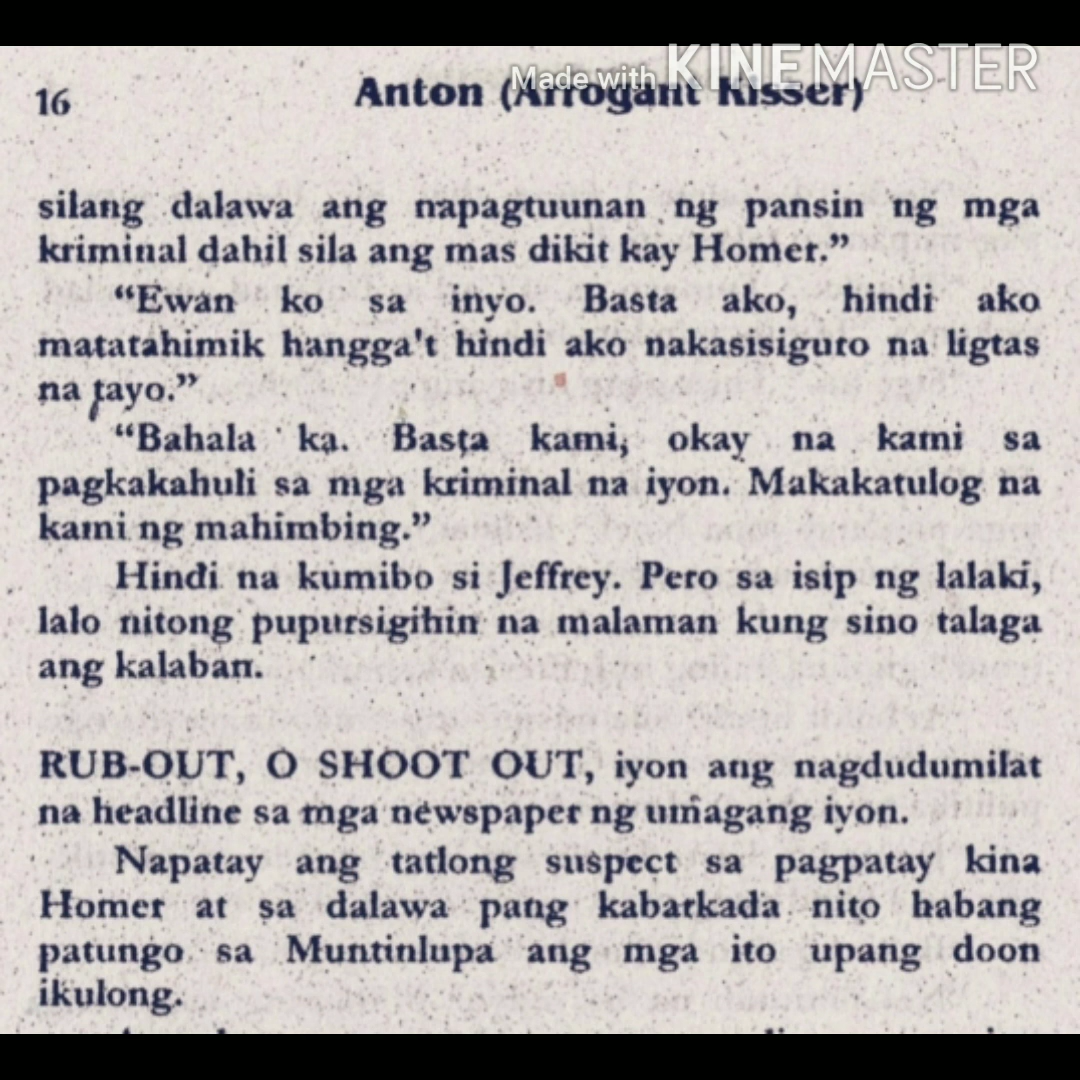 Made with KINEMASTER
16 Anton (Arrogant Kisser)
silang dalawa ang napagtuunan ng pansin ng mga
kriminal dahil sila ang mas dikit kay Homer.”
“Ewan ko sa inyo. Basta ako, hindi ako
matatahimik hangga't hindi ako nakasisiguro na ligtas
na tayo.”
“Bahala ka. Basta kami, okay na kami sa
pagkakahuli sa mga kriminal na iyon. Makakatulog na
kami ng mahimbing.”
Hindi na kumibo si Jeffrey. Pero sa isip ng lalaki,
lalo nitong pupursigihin na malaman kung sino talaga
ang kalaban.
RUB-OUT, O SHOOT OUT, iyon ang nagdudumilat
na headline sa mga newspaper ng umagang iyon.
Napatay ang tatlong suspect sa pagpatay kina
Homer at sa dalawa pang kabarkada nito habang
patungo sa Muntinlupa ang mga ito upang doon
ikulong.